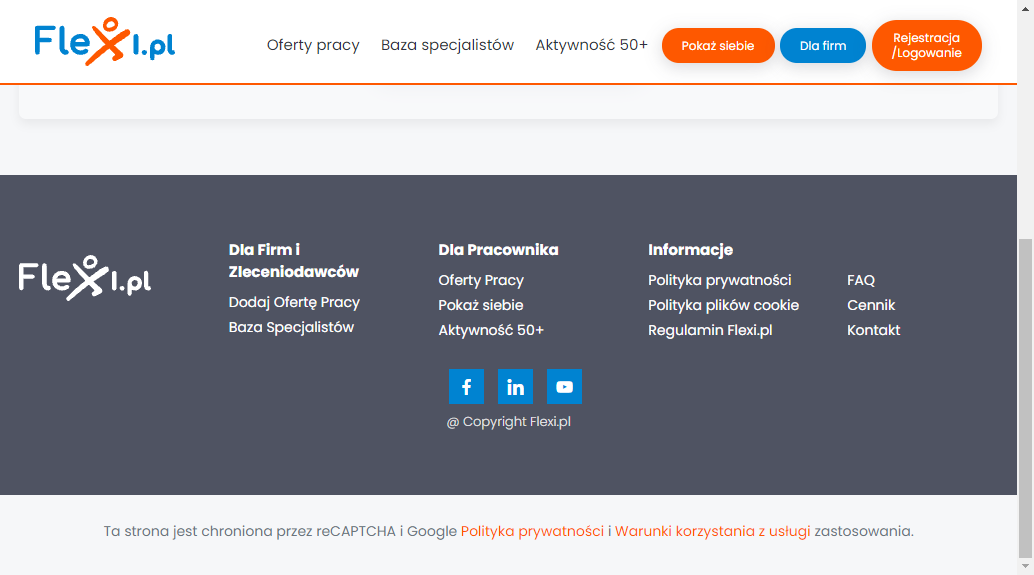 Flexi.pl
Oferty pracy
Baza specjalistów
Aktywność 50+
Pokaż siebie
Dla firm
Rejestracja
/Logowanie
Flexi.pl
Dla Firm i
Zleceniodawców
Dodaj Ofertę Pracy
Baza Specjalistów
Dla Pracownika
Oferty Pracy
Pokaż siebie
Aktywność 50+
Informacje
Polityka prywatności
Polityka plików cookie
Regulamin Flexi.pl
FAQ
Cennik
Kontakt
@ Copyright Flexi.pl
Ta strona jest chroniona przez reCAPTCHA i Google Polityka prywatności i Warunki korzystania z usługi zastosowania.